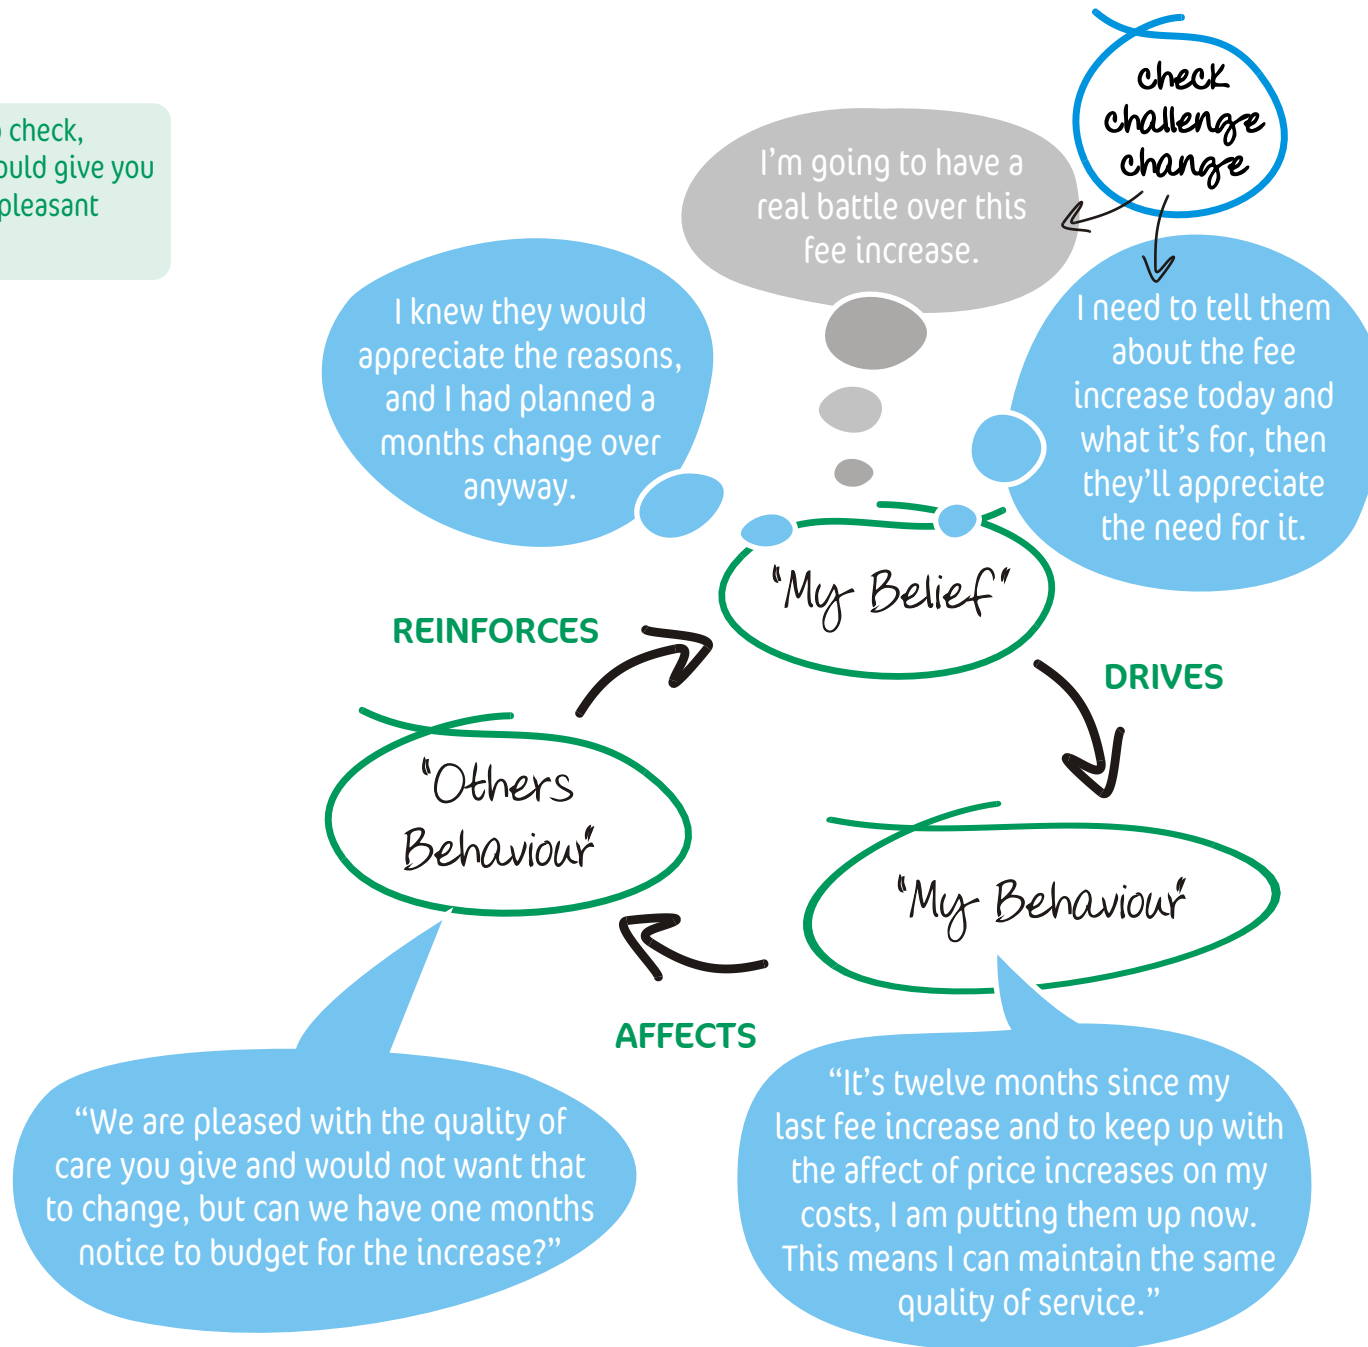 check
challenge
change
o check,
ould give you
pleasant
I'm going to have a
real battle over this
fee increase.
I knew they would
appreciate the reasons,
and I had planned a
months change over
anyway.
I need to tell them
about the fee
increase today and
what it's for, then
they'll appreciate
the need for it.
"My Belief"
REINFORCES
DRIVES
"Others
Behaviour"
"My Behaviour"
AFFECTS
“We are pleased with the quality of
care you give and would not want that
to change, but can we have one months
notice to budget for the increase?”
“It's twelve months since my
last fee increase and to keep up with
the affect of price increases on my
costs, I am putting them up now.
This means I can maintain the same
quality of service.”